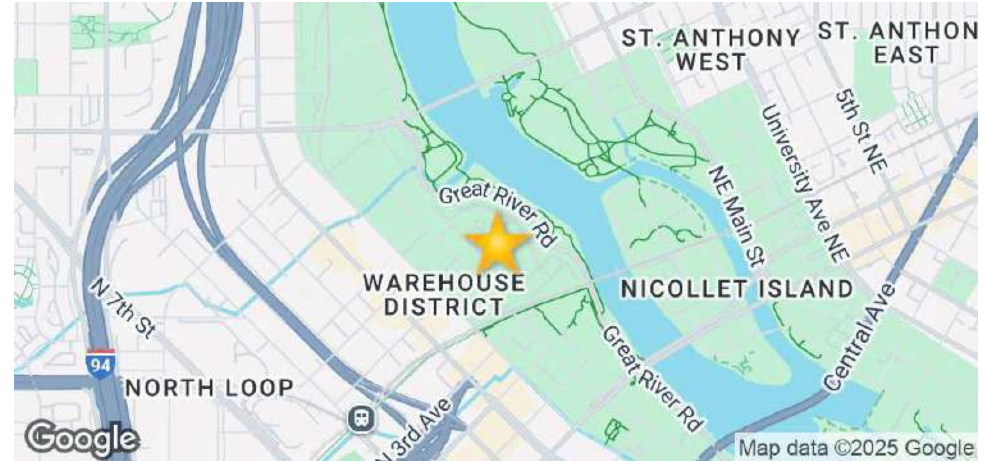 ST. ANTHONY
WEST
ST. ANTHON
EAST
5th St NE
University Ave NE
NE Main St
Great River Rd
WAREHOUSE
DISTRICT
NICOLLET ISLAND
Central Ave
N 7th St
94
NORTH LOOP
Great River Rd
N 3rd Ave
Google
Map data ©2025 Google